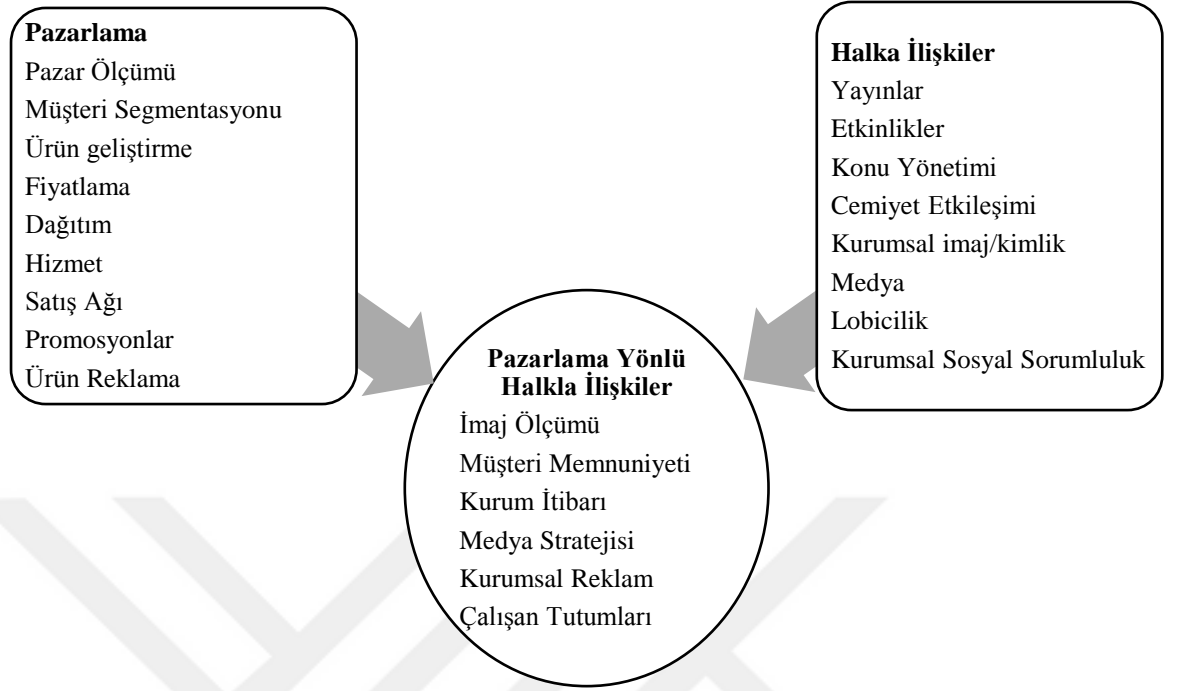 Pazarlama
Pazar Ölçümü
Müşteri Segmentasyonu
Ürün geliştirme
Fiyatlama
Dağıtım
Hizmet
Satış Ağı
Promosyonlar
Ürün Reklama
Halka İlişkiler
Yayınlar
Etkinlikler
Konu Yönetimi
Cemiyet Etkileşimi
Kurumsal imaj/kimlik
Medya
Lobicilik
Kurumsal Sosyal Sorumluluk
Pazarlama Yönlü
Halkla İlişkiler
İmaj Ölçümü
Müşteri Memnuniyeti
Kurum İtibarı
Medya Stratejisi
Kurumsal Reklam
Çalışan Tutumları